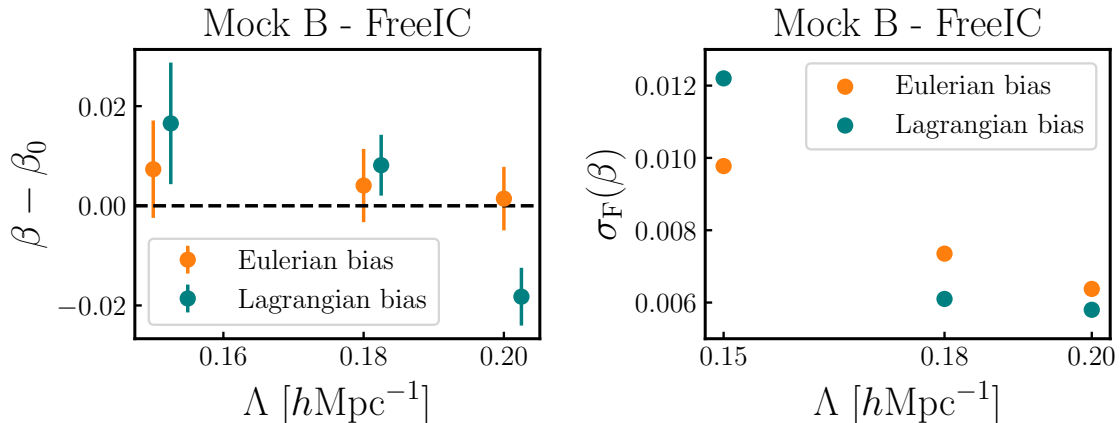 Mock B - FreeIC
β − β₀
0.02
0.00
−0.02
Eulerian bias
Lagrangian bias
0.16
0.18
0.20
Λ [hMpc⁻¹]
Mock B - FreeIC
σ_F(β)
0.012
0.010
0.008
0.006
Eulerian bias
Lagrangian bias
0.15
0.18
0.20
Λ [hMpc⁻¹]